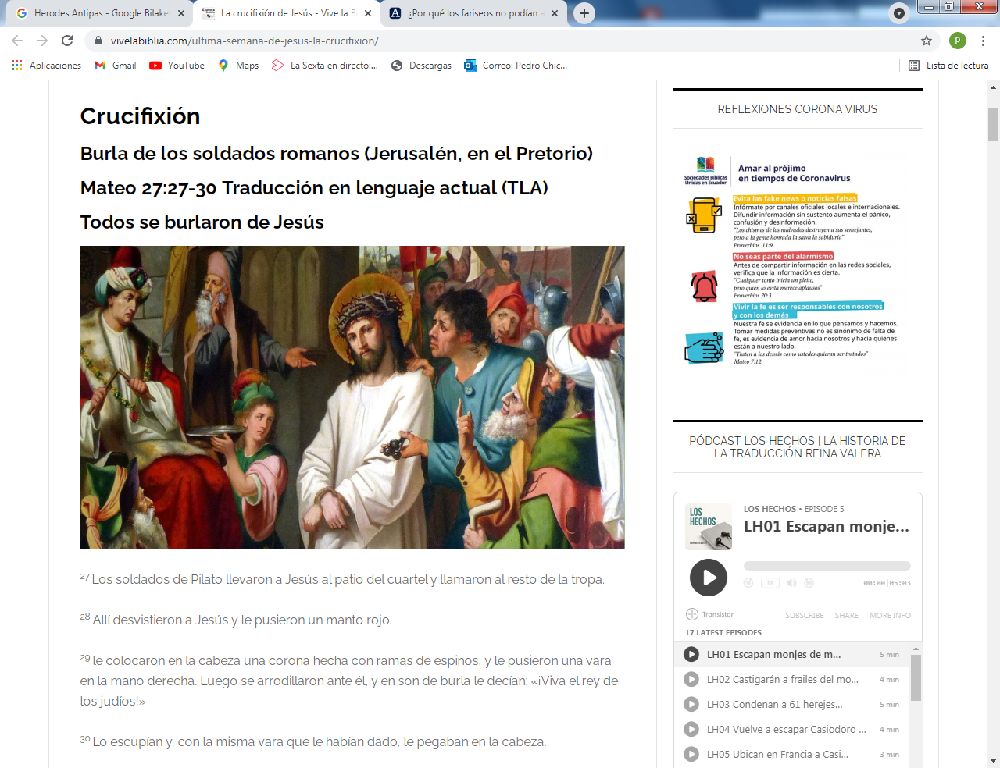 Herodes Antipas - Google Bilaket
La crucifixión de Jesús - Vive la B
¿Por qué los fariseos no podían a
vivelabiblia.com/ultima-semana-de-jesus-la-crucifixion/
p
Aplicaciones
Gmail
YouTube
Maps
La Sexta en directo:...
Descargas
Correo: Pedro Chic...
Lista de lectura
Crucifixión
Burla de los soldados romanos (Jerusalén, en el Pretorio)
Mateo 27:27-30 Traducción en lenguaje actual (TLA)
Todos se burlaron de Jesús
27 Los soldados de Pilato llevaron a Jesús al patio del cuartel y llamaron al resto de la tropa.
28 Allí desvistieron a Jesús y le pusieron un manto rojo,
29 le colocaron en la cabeza una corona hecha con ramas de espinos, y le pusieron una vara
en la mano derecha. Luego se arrodillaron ante él, y en son de burla le decían: «¡Viva el rey de
los judíos!»
30 Lo escupían y, con la misma vara que le habían dado, le pegaban en la cabeza.
REFLEXIONES CORONA VIRUS
Sociedades Bíblicas
Unidas en Ecuador
Amar al prójimo
en tiempos de Coronavirus
Evita las fake news o noticias falsas
Infórmate por canales oficiales locales e internacionales.
Difundir información sin sustento aumenta el pánico,
confusión y desinformación.
"Los chismes de los malvados destruyen a sus semejantes,
pero a la gente honrada la salva la sabiduría"
Proverbios 11:9
No seas parte del alarmismo
Antes de compartir información en las redes sociales,
verifica que la información es cierta.
"Cualquier tonto inicia un pleito,
pero quien lo evita merece aplausos"
Proverbios 20:3
Vivir la fe es ser responsables con nosotros
y con los demás
Nuestra fe se evidencia en lo que pensamos y hacemos.
Tomar medidas preventivas no es sinónimo de falta de
fe, es evidencia de amor hacia nosotros y hacia quienes
están a nuestro lado.
"Traten a los demás como ustedes quieran ser tratados"
Mateo 7.12
PÓDCAST LOS HECHOS | LA HISTORIA DE
LA TRADUCCIÓN REINA VALERA
LOS
HECHOS
LOS HECHOS • EPISODE 5
LH01 Escapan monje...
1X
00:00|05:03
Transistor
SUBSCRIBE
SHARE
MORE INFO
17 LATEST EPISODES
LH01 Escapan monjes de m... 5 min
LH02 Castigarán a frailes del mo... 4 min
LH03 Condenan a 61 herejes... 5 min
LH04 Vuelve a escapar Casiodoro ... 4 min
LH05 Ubican en Francia a Casi... 3 min